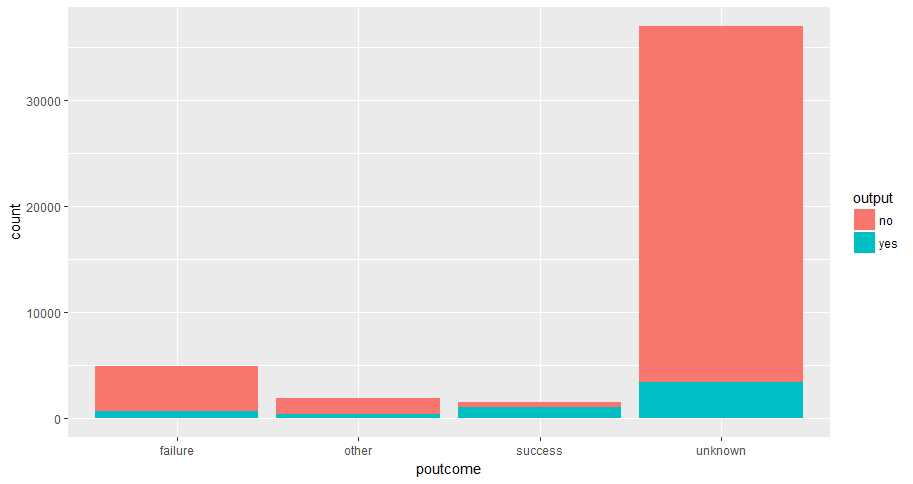 30000
20000
10000
0
count
failure other success unknown
poutcome
output
no
yes